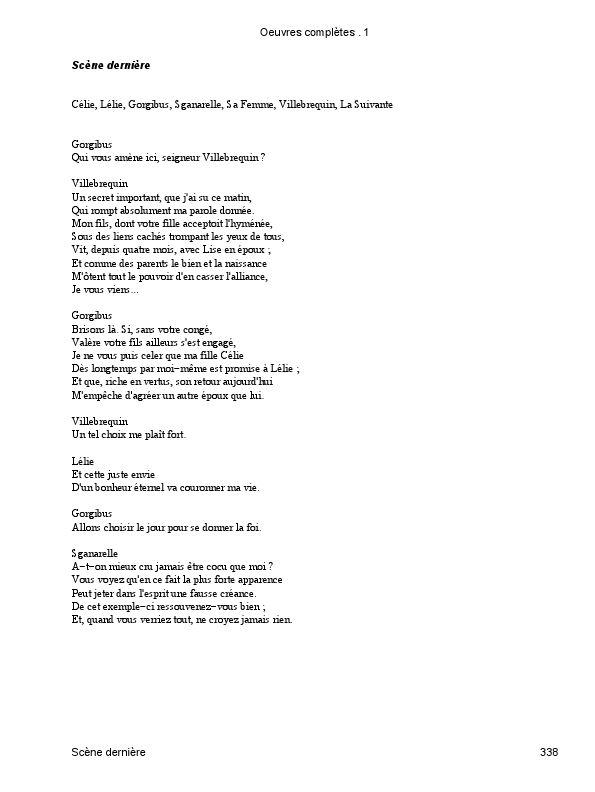 Oeuvres complètes . 1
Scène dernière
Célie, Lélie, Gorgibus, Sganarelle, Sa Femme, Villebrequin, La Suivante
Gorgibus
Qui vous amène ici, seigneur Villebrequin ?
Villebrequin
Un secret important, que j'ai su ce matin,
Qui rompt absolument ma parole donnée.
Mon fils, dont votre fille acceptoit l'hyménée,
Sous des liens cachés trompant les yeux de tous,
Vit, depuis quatre mois, avec Lise en époux ;
Et comme des parents le bien et la naissance
M'ôtent tout le pouvoir d'en casser l'alliance,
Je vous viens...
Gorgibus
Brisons là. Si, sans votre congé,
Valère votre fils ailleurs s'est engagé,
Je ne vous puis celer que ma fille Célie
Dès longtemps par moi−même est promise à Lélie ;
Et que, riche en vertus, son retour aujourd'hui
M'empêche d'agréer un autre époux que lui.
Villebrequin
Un tel choix me plaît fort.
Lélie
Et cette juste envie
D'un bonheur éternel va couronner ma vie.
Gorgibus
Allons choisir le jour pour se donner la foi.
Sganarelle
A−t−on mieux cru jamais être cocu que moi ?
Vous voyez qu'en ce fait la plus forte apparence
Peut jeter dans l'esprit une fausse créance.
De cet exemple−ci ressouvenez−vous bien ;
Et, quand vous verriez tout, ne croyez jamais rien.
Scène dernière
338